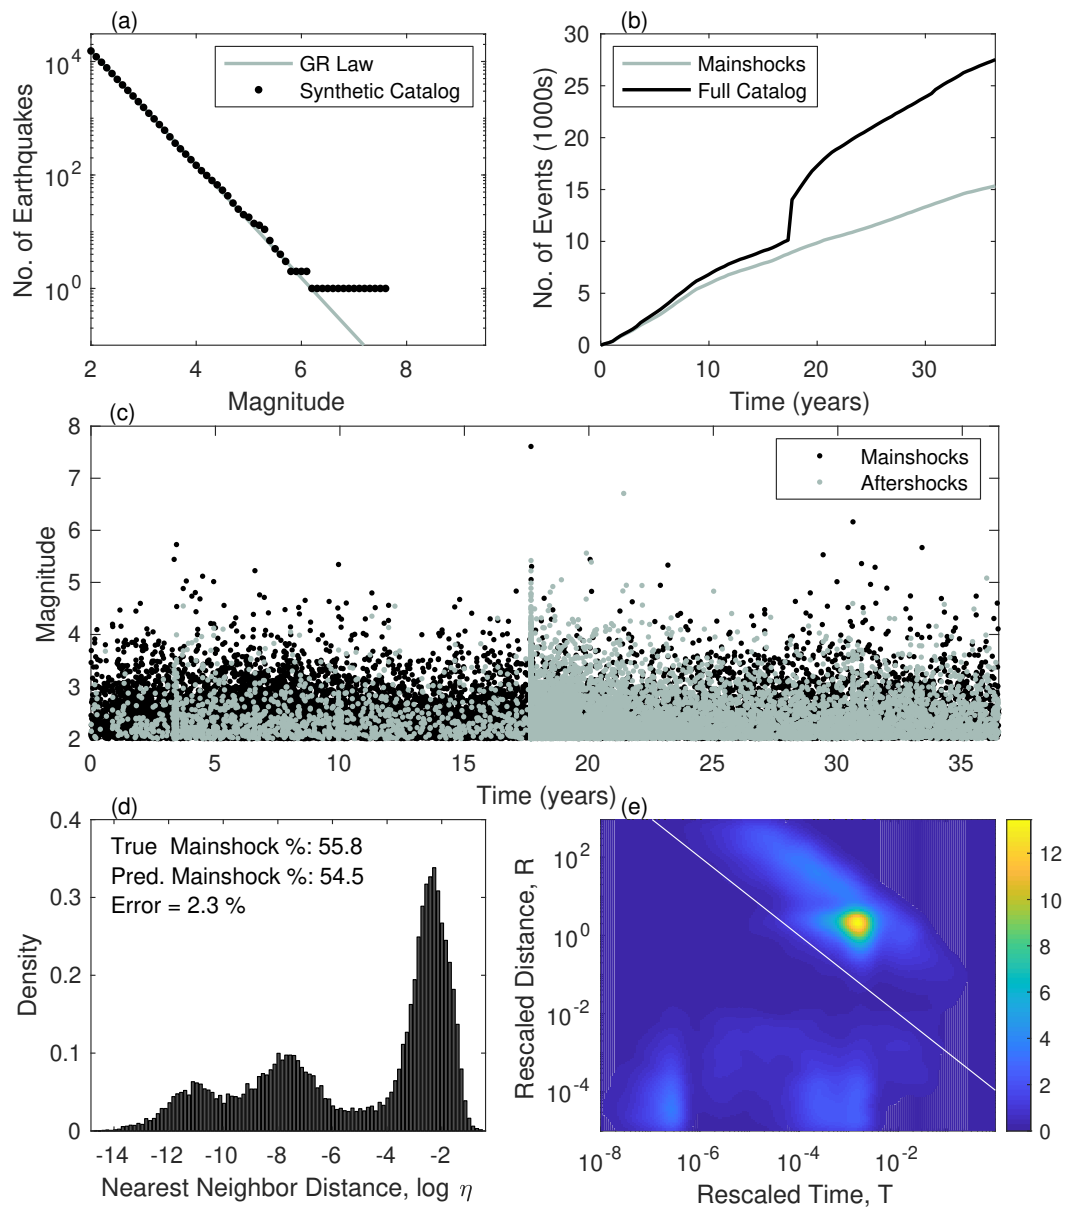 (a)
10^4
10^2
10^0
No. of Earthquakes
GR Law
Synthetic Catalog
2 4 6 8
Magnitude
(b)
30
25
20
15
10
5
0
No. of Events (1000s)
Mainshocks
Full Catalog
0 10 20 30
Time (years)
(c)
8
7
6
5
4
3
2
Magnitude
Mainshocks
Aftershocks
0 5 10 15 20 25 30 35
Time (years)
(d)
0.4
0.3
0.2
0.1
0
Density
True Mainshock %: 55.8
Pred. Mainshock %: 54.5
Error = 2.3 %
-14 -12 -10 -8 -6 -4 -2
Nearest Neighbor Distance, log η
(e)
10^2
10^0
10^-2
10^-4
Rescaled Distance, R
10^-8 10^-6 10^-4 10^-2
Rescaled Time, T
12
10
8
6
4
2
0